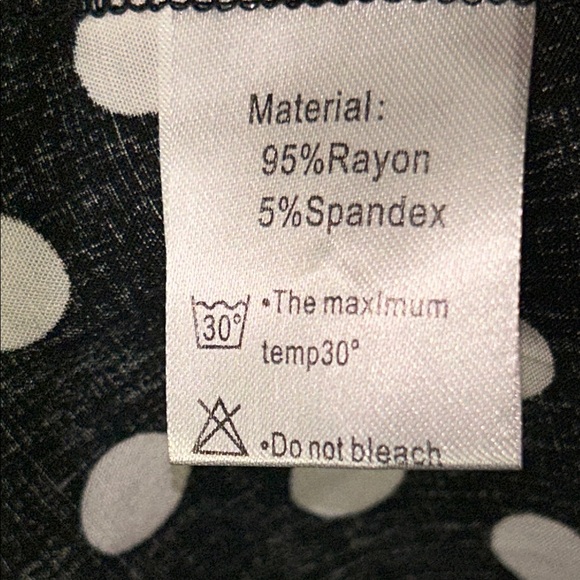 Material:
95%Rayon
5%Spandex
30° •The maximum
temp30°
•Do not bleach